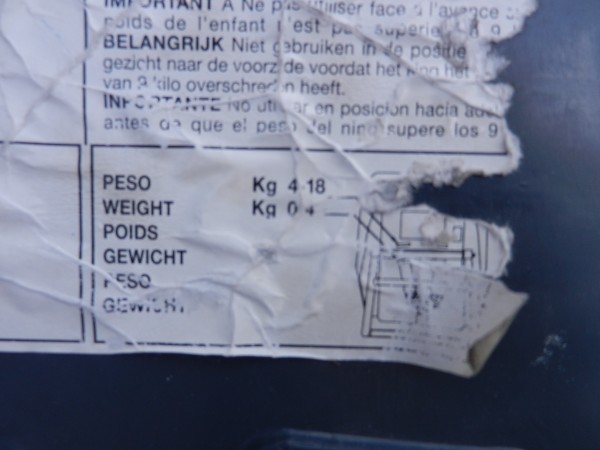 IMPORTANT A Ne pas utiliser face à l'avance
poids de l'enfant n'est pas superie 9
BELANGRIJK Niet gebruiken in de positie
gezicht naar de voorzijde voordat het kind het
van 9 kilo overschreden heeft.
IMPORTANTE No utilizar en posicion hacia
antes de que el peso del nino supere los 9
PESO Kg 4-18
WEIGHT Kg 0 4
POIDS
GEWICHT
PESO
GEWICHT